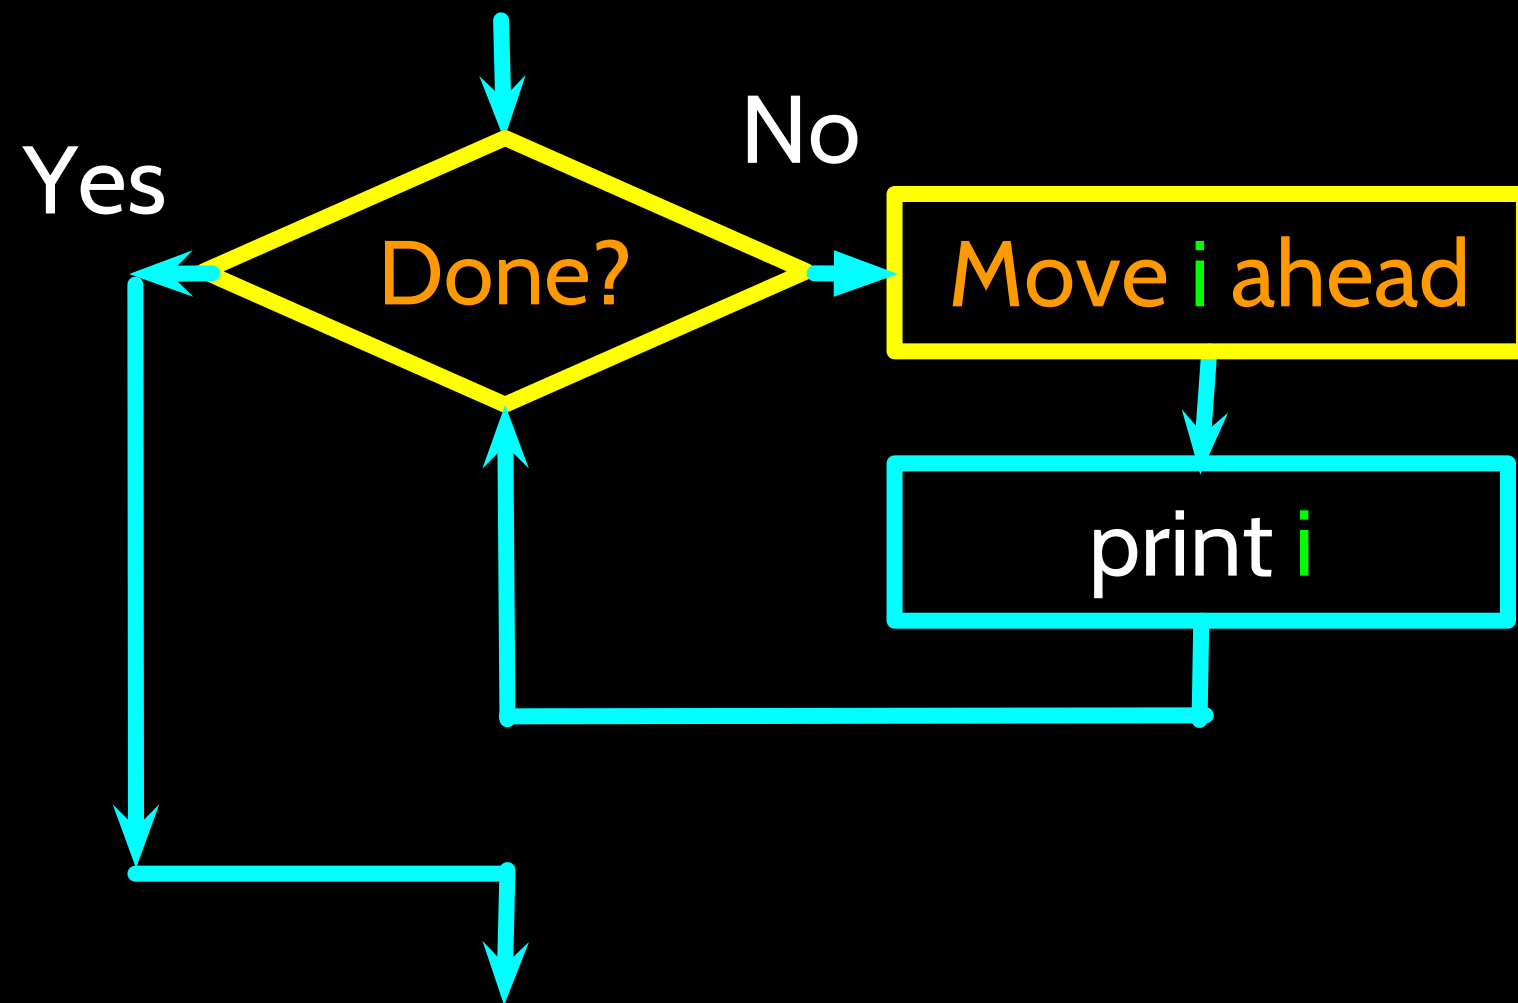 Yes
No
Done?
Move i ahead
print i